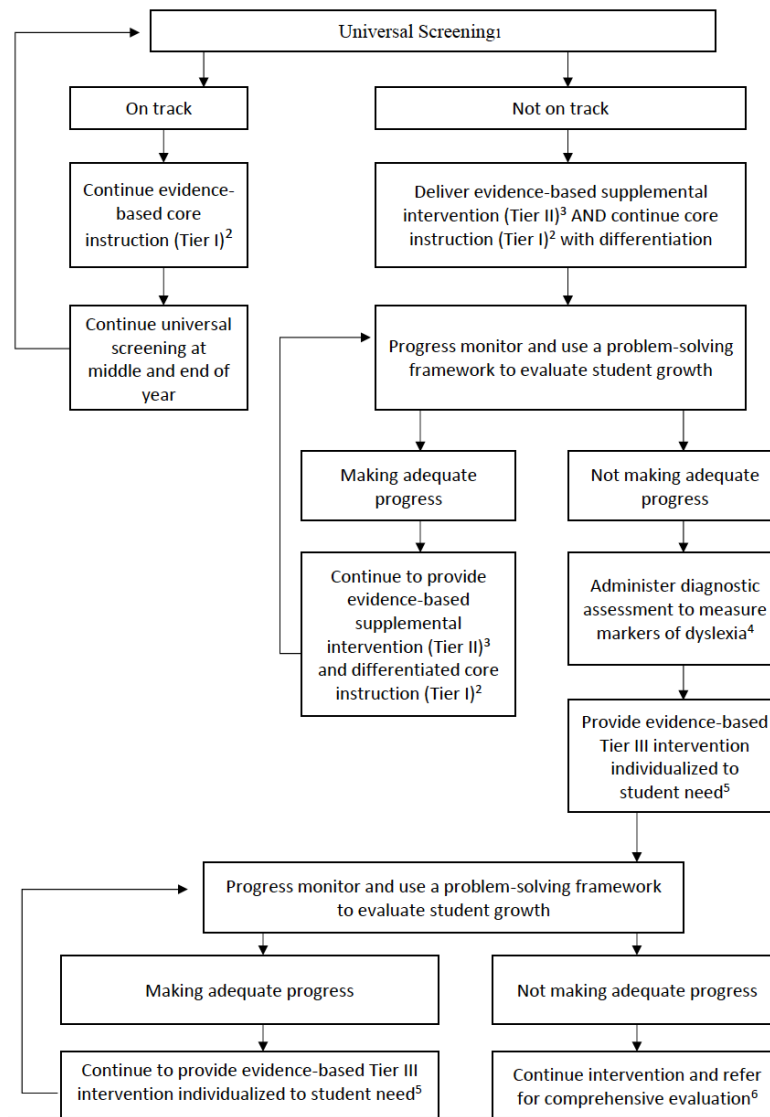 Universal Screening1
On track
Not on track
Continue evidence-
based core
instruction (Tier I)²
Deliver evidence-based supplemental
intervention (Tier II)³ AND continue core
instruction (Tier I)² with differentiation
Continue universal
screening at
middle and end of
year
Progress monitor and use a problem-solving
framework to evaluate student growth
Making adequate
progress
Not making adequate
progress
Continue to provide
evidence-based
supplemental
intervention (Tier II)³
and differentiated core
instruction (Tier I)²
Administer diagnostic
assessment to measure
markers of dyslexia⁴
Provide evidence-based
Tier III intervention
individualized to
student need⁵
Progress monitor and use a problem-solving framework
to evaluate student growth
Making adequate progress
Not making adequate progress
Continue to provide evidence-based Tier III
intervention individualized to student need⁵
Continue intervention and refer
for comprehensive evaluation⁶